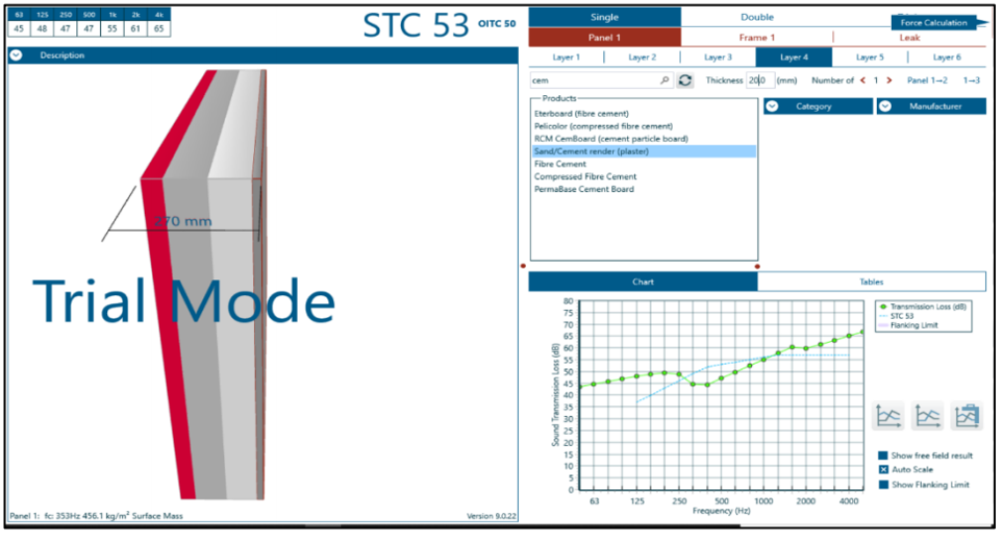 63 125 250 500 1k 2k 4k
45 48 47 47 55 61 65
STC 53 OITC 50
Description
270 mm
Trial Mode
Panel 1: fc: 353Hz 456.1 kg/m² Surface Mass
Version 9.0.22
Single Double
Force Calculation
Panel 1 Frame 1 Leak
Layer 1 Layer 2 Layer 3 Layer 4 Layer 5 Layer 6
cem Thickness 20.0 (mm) Number of < 1 > Panel 1→2 1→3
Products
Eterboard (fibre cement)
Pelicolor (compressed fibre cement)
RCM CemBoard (cement particle board)
Sand/Cement render (plaster)
Fibre Cement
Compressed Fibre Cement
PermaBase Cement Board
Category Manufacturer
Chart Tables
Sound Transmission Loss (dB)
80
75
70
65
60
55
50
45
40
35
30
25
20
15
10
5
0
63 125 250 500 1000 2000 4000
Frequency (Hz)
Transmission Loss (dB)
STC 53
Flanking Limit
Show free field result
Auto Scale
Show Flanking Limit